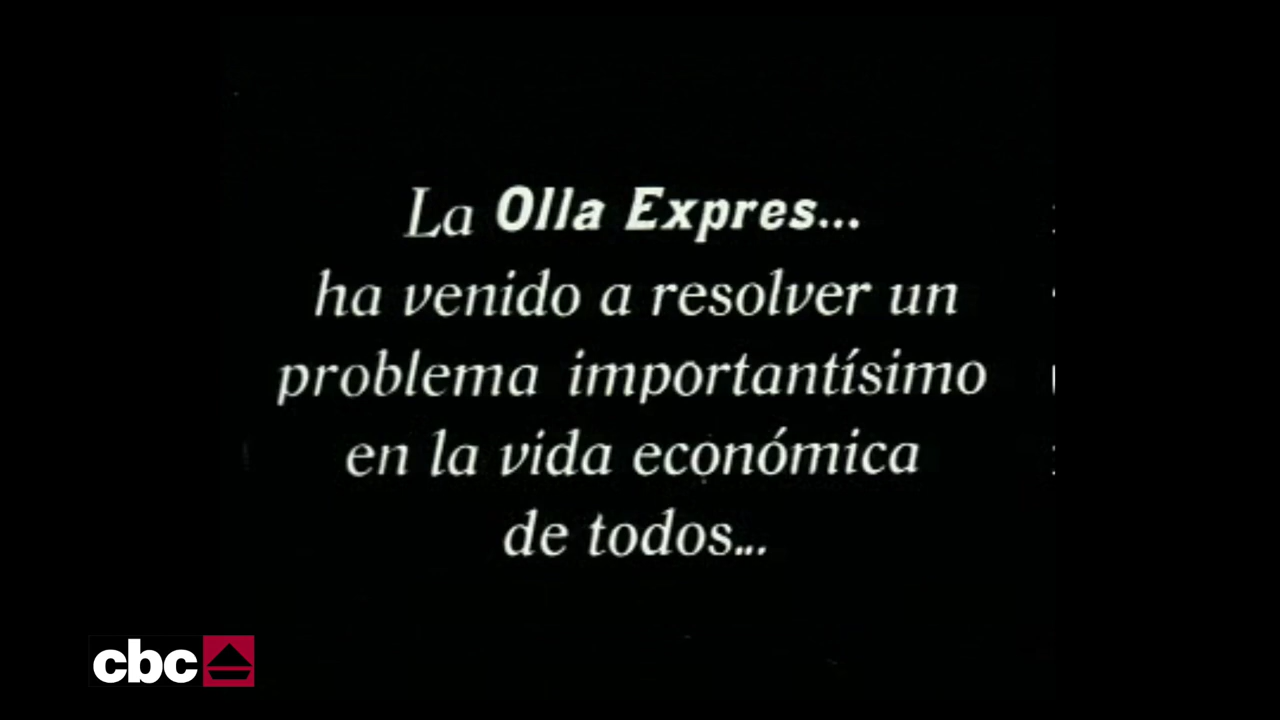 La Olla Expres...
ha venido a resolver un
problema importantísimo
en la vida económica
de todos...
cbc